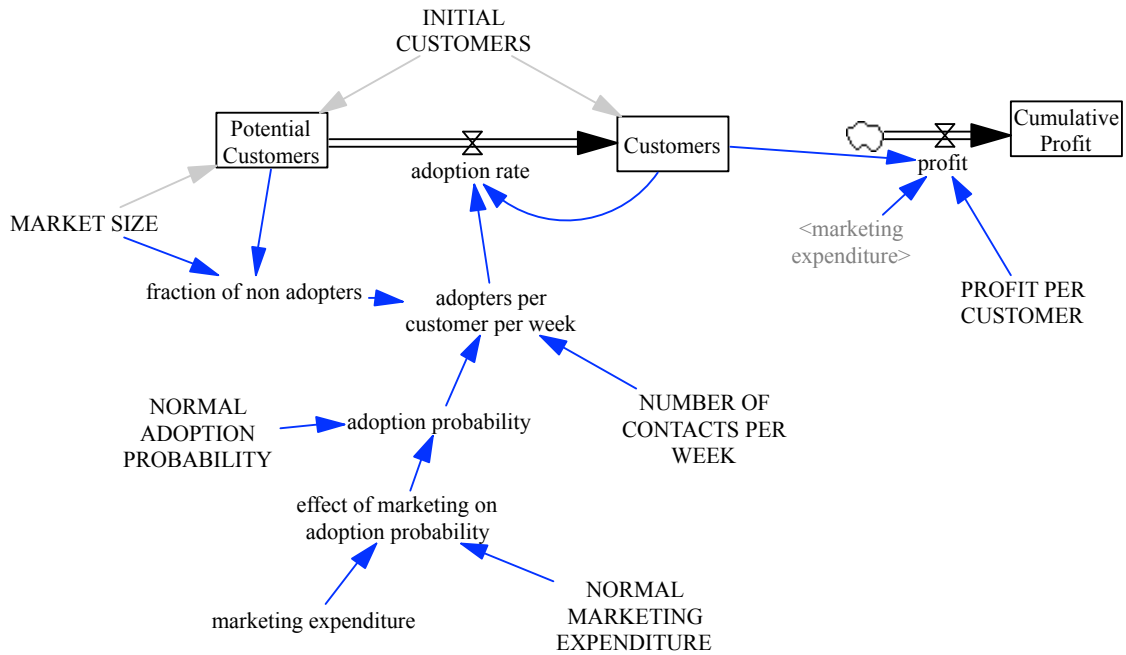 INITIAL
CUSTOMERS
Potential
Customers
adoption rate
Customers
Cumulative
Profit
profit
MARKET SIZE
<marketing
expenditure>
fraction of non adopters
adopters per
customer per week
PROFIT PER
CUSTOMER
NORMAL
ADOPTION
PROBABILITY
adoption probability
NUMBER OF
CONTACTS PER
WEEK
effect of marketing on
adoption probability
marketing expenditure
NORMAL
MARKETING
EXPENDITURE